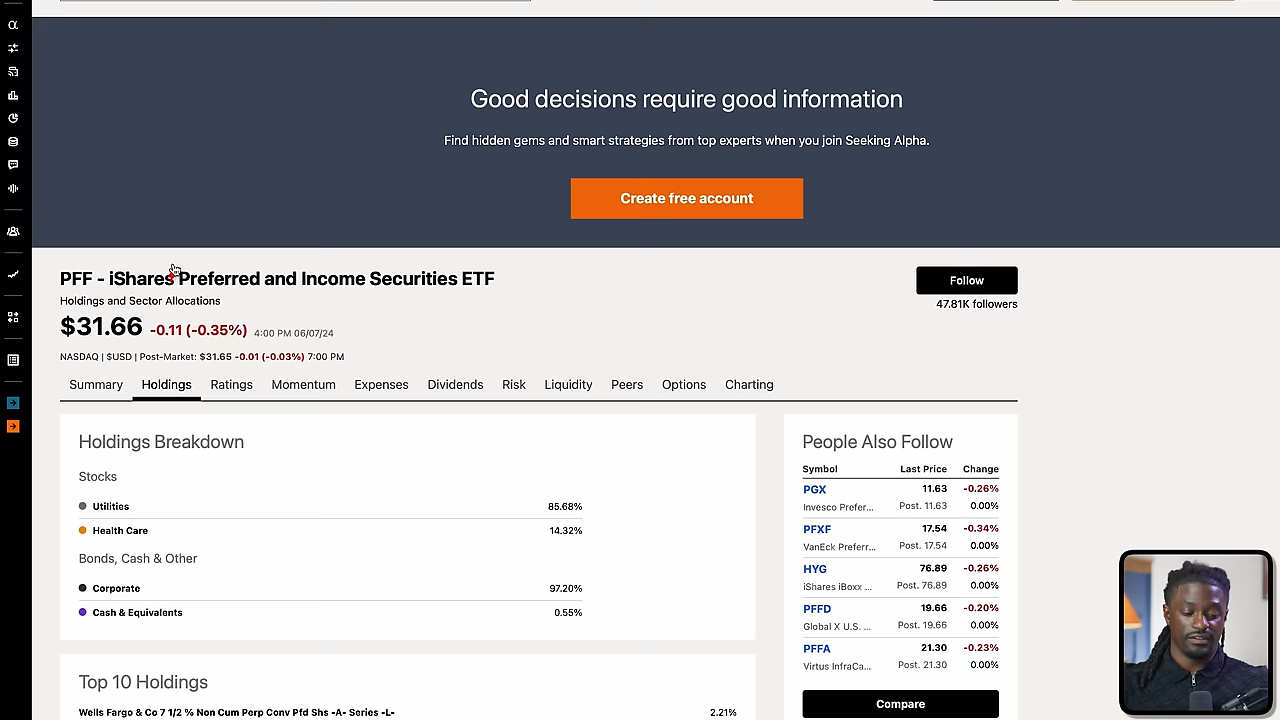 Good decisions require good information
Find hidden gems and smart strategies from top experts when you join Seeking Alpha.
Create free account
PFF - iShares Preferred and Income Securities ETF
Holdings and Sector Allocations
$31.66 -0.11 (-0.35%) 4:00 PM 06/07/24
NASDAQ | $USD | Post-Market: $31.65 -0.01 (-0.03%) 7:00 PM
Follow
47.81K followers
Summary Holdings Ratings Momentum Expenses Dividends Risk Liquidity Peers Options Charting
Holdings Breakdown
Stocks
Utilities 85.68%
Health Care 14.32%
Bonds, Cash & Other
Corporate 97.20%
Cash & Equivalents 0.55%
Top 10 Holdings
Wells Fargo & Co 7 1/2 % Non Cum Perp Conv Pfd Shs -A- Series -L- 2.21%
People Also Follow
Symbol Last Price Change
PGX 11.63 -0.26%
Invesco Prefer... Post. 11.63 0.00%
PFXF 17.54 -0.34%
VanEck Preferr... Post. 17.54 0.00%
HYG 76.89 -0.26%
iShares iBoxx ... Post. 76.89 0.00%
PFFD 19.66 -0.20%
Global X U.S. ... Post. 19.66 0.00%
PFFA 21.30 -0.23%
Virtus InfraCa... Post. 21.30 0.00%
Compare